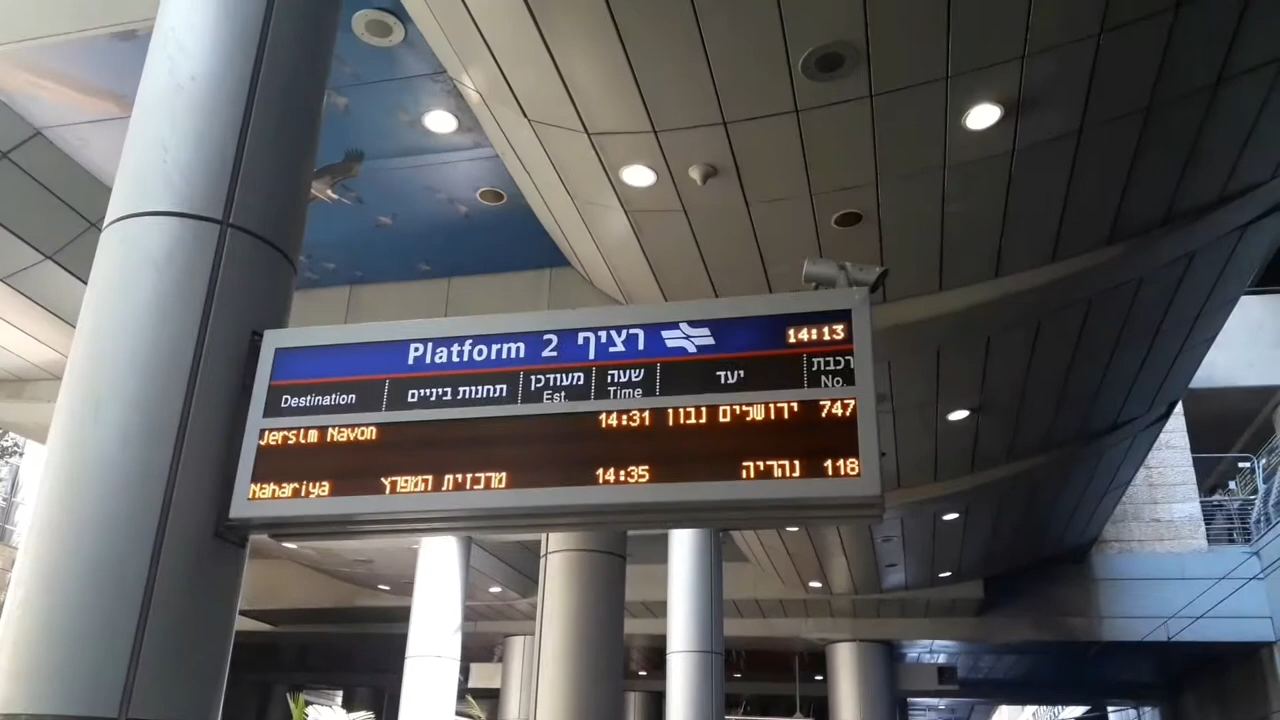 Platform 2 רציף 14:13
Destination תחנות ביניים מעודכן שעה יעד רכבת
Est. Time No.
Jerslm Navon 14:31 ירושלים נבון 747
Nahariya מרכזית המפרץ 14:35 נהריה 118